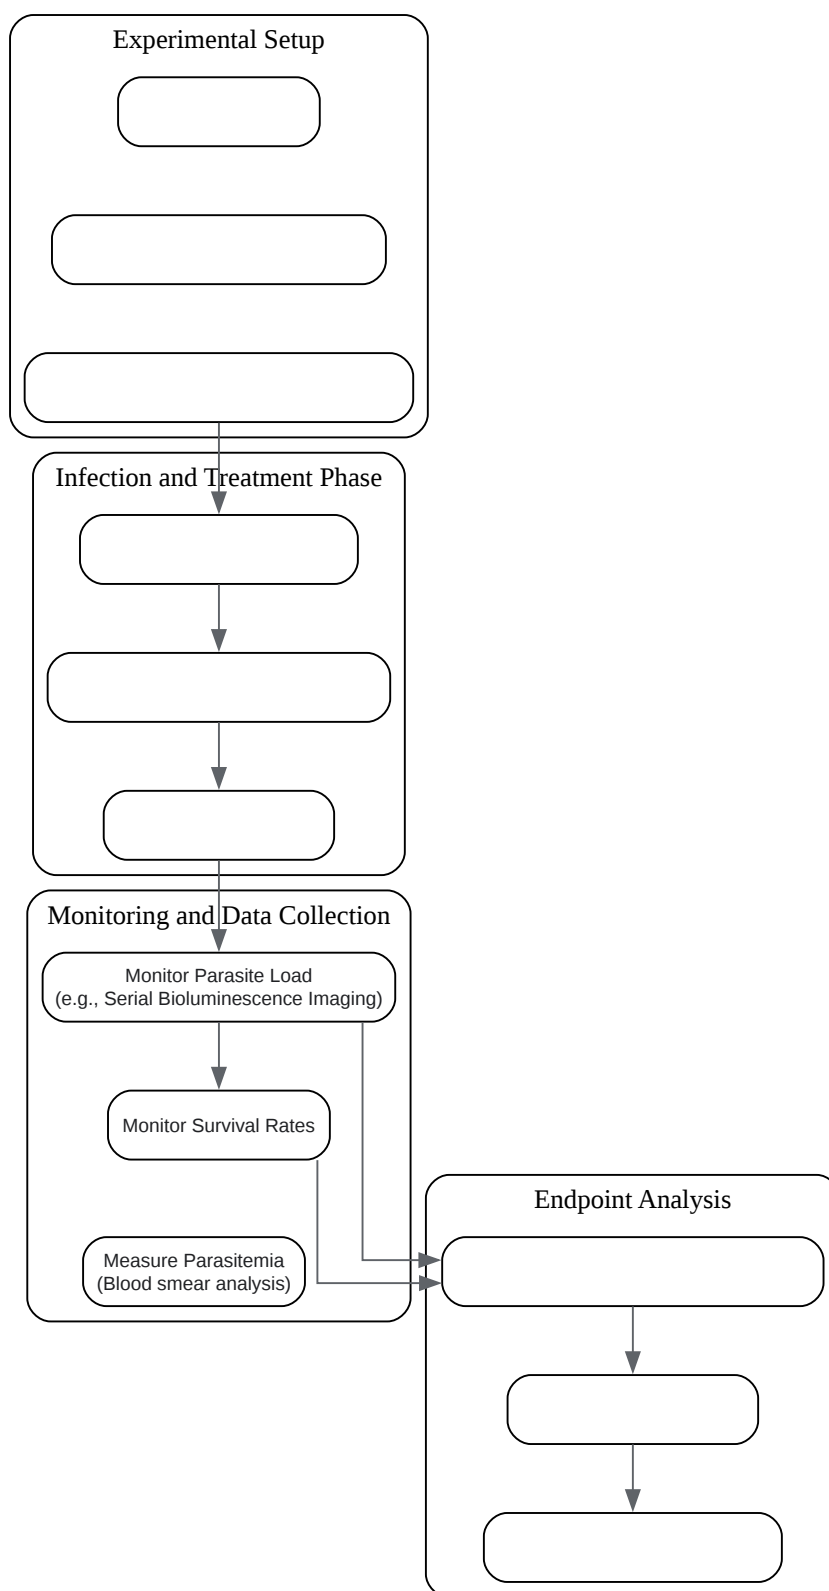 Experimental Setup
Infection and Treatment Phase
Monitoring and Data Collection
Monitor Parasite Load
(e.g., Serial Bioluminescence Imaging)
Monitor Survival Rates
Measure Parasitemia
(Blood smear analysis)
Endpoint Analysis